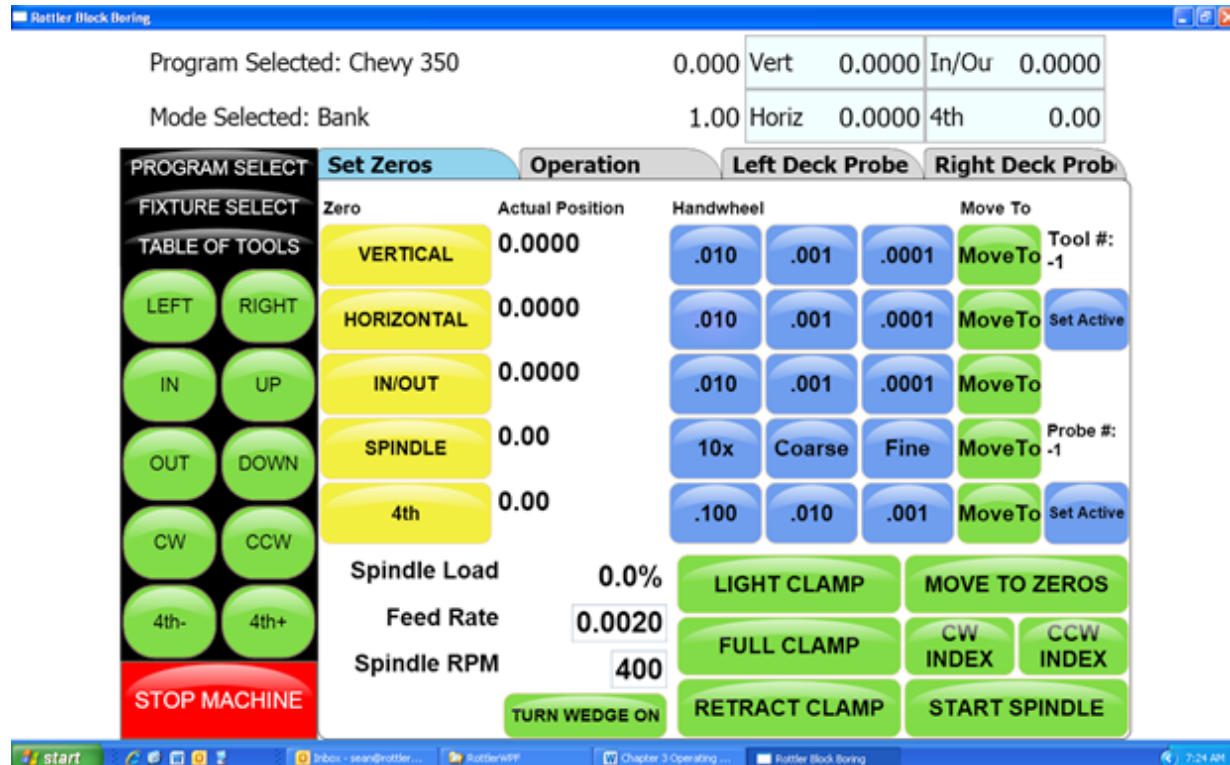 Rottler Block Boring
Program Selected: Chevy 350
0.000 Vert 0.0000 In/Ou 0.0000
Mode Selected: Bank
1.00 Horiz 0.0000 4th 0.00
PROGRAM SELECT
FIXTURE SELECT
TABLE OF TOOLS
LEFT RIGHT
IN UP
OUT DOWN
CW CCW
4th- 4th+
STOP MACHINE
Set Zeros Operation Left Deck Probe Right Deck Prob
Zero Actual Position Handwheel Move To
VERTICAL 0.0000 .010 .001 .0001 MoveTo Tool #:
-1
HORIZONTAL 0.0000 .010 .001 .0001 MoveTo Set Active
IN/OUT 0.0000 .010 .001 .0001 MoveTo
SPINDLE 0.00 10x Coarse Fine MoveTo Probe #:
-1
4th 0.00 .100 .010 .001 MoveTo Set Active
Spindle Load 0.0%
Feed Rate 0.0020
Spindle RPM 400
TURN WEDGE ON
LIGHT CLAMP MOVE TO ZEROS
FULL CLAMP
CW
INDEX
CCW
INDEX
RETRACT CLAMP START SPINDLE
start Inbox - sean@rottler... RottlerWPF Chapter 3 Operating ... Rottler Block Boring 7:24 AM